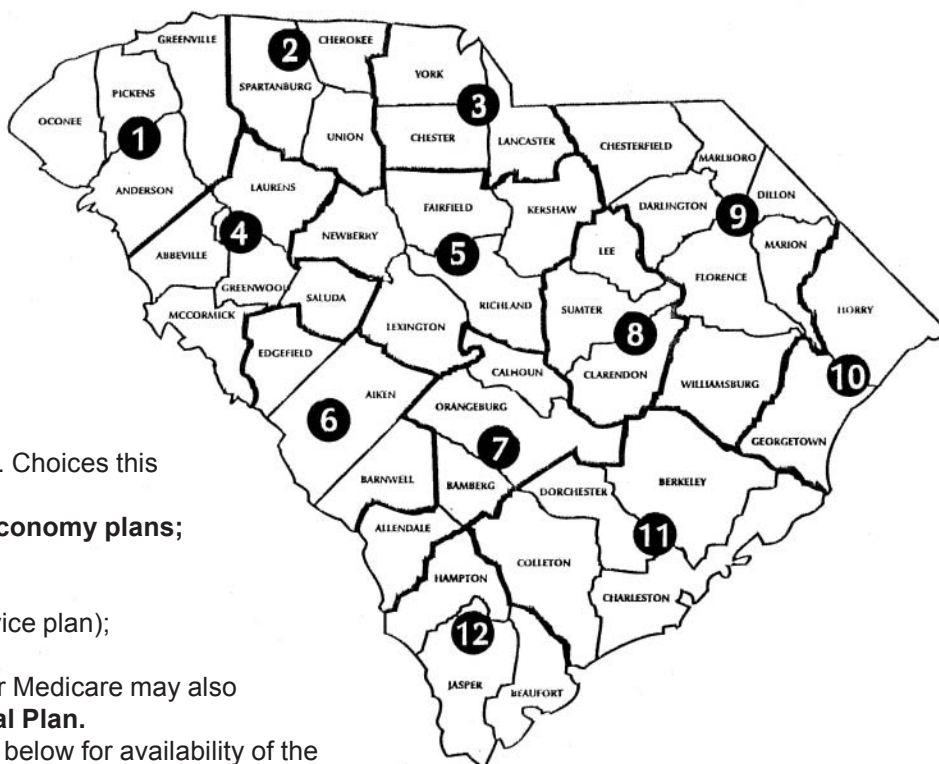 GREENVILLE
2
CHEROKEE
YORK
PICKENS
SPARTANBURG
3
OCONEE
1
UNION
CHESTER
LANCASTER
CHESTERFIELD
MARLBORO
ANDERSON
LAURENS
FAIRFIELD
KERSHAW
DARLINGTON
DILLON
9
4
NEWBERRY
5
LEE
MARION
ABBEVILLE
FLORENCE
GREENWOOD
SALUDA
RICHLAND
SUMTER
HORRY
MCCORMICK
LEXINGTON
8
EDGEFIELD
CALHOUN
CLARENDON
WILLIAMSBURG
10
AIKEN
6
ORANGEBURG
GEORGETOWN
7
. Choices this
BARNWELL
BAMBERG
DORCHESTER
BERKELEY
conomy plans;
ALLENDALE
11
COLLETON
HAMPTON
CHARLESTON
vice plan);
12
r Medicare may also
JASPER
BEAUFORT
al Plan.
below for availability of the